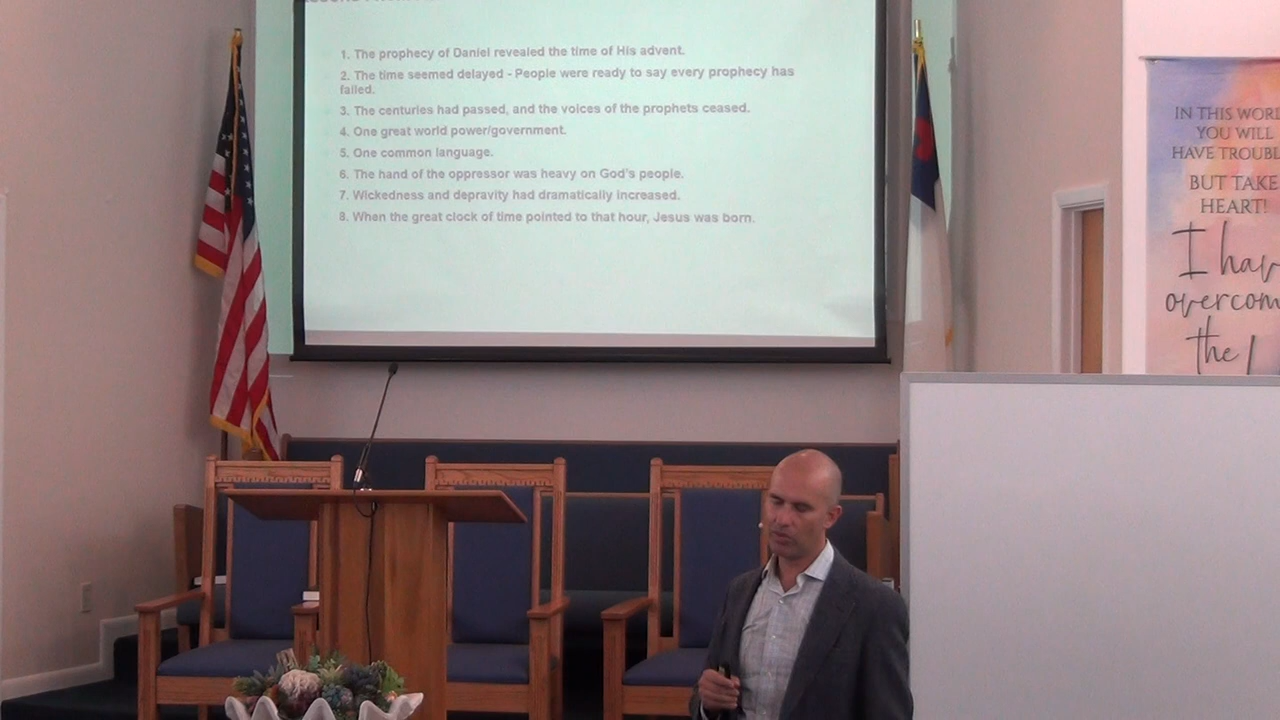 1. The prophecy of Daniel revealed the time of His advent.
2. The time seemed delayed - People were ready to say every prophecy has
failed.
3. The centuries had passed, and the voices of the prophets ceased.
4. One great world power/government.
5. One common language.
6. The hand of the oppressor was heavy on God's people.
7. Wickedness and depravity had dramatically increased.
8. When the great clock of time pointed to that hour, Jesus was born.
IN THIS WORL
YOU WILL
HAVE TROUBL
BUT TAKE
HEART!
I hav
overcom
the